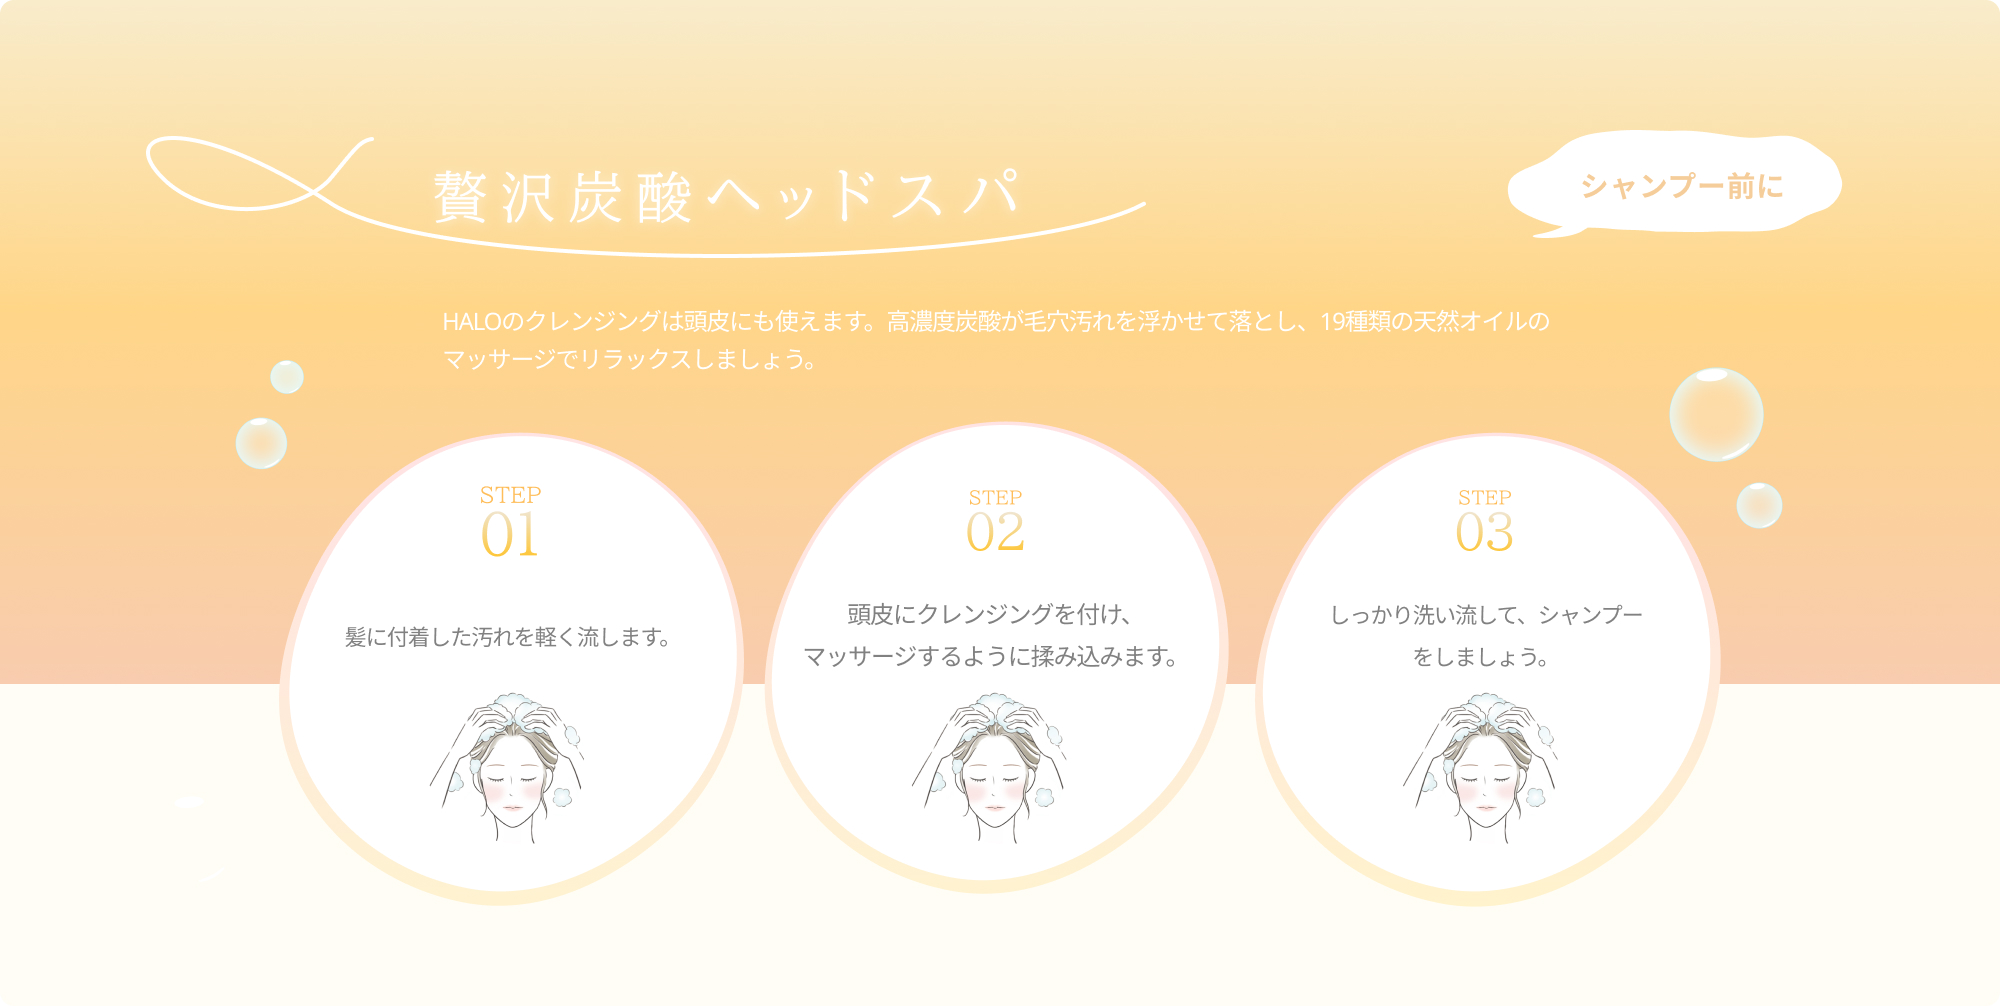 贅沢炭酸ヘッドスパ
シャンプー前に
HALOのクレンジングは頭皮にも使えます。高濃度炭酸が毛穴汚れを浮かせて落とし、19種類の天然オイルの
マッサージでリラックスしましょう。
STEP
01
髪に付着した汚れを軽く流します。
STEP
02
頭皮にクレンジングを付け、
マッサージするように揉み込みます。
STEP
03
しっかり洗い流して、シャンプー
をしましょう。